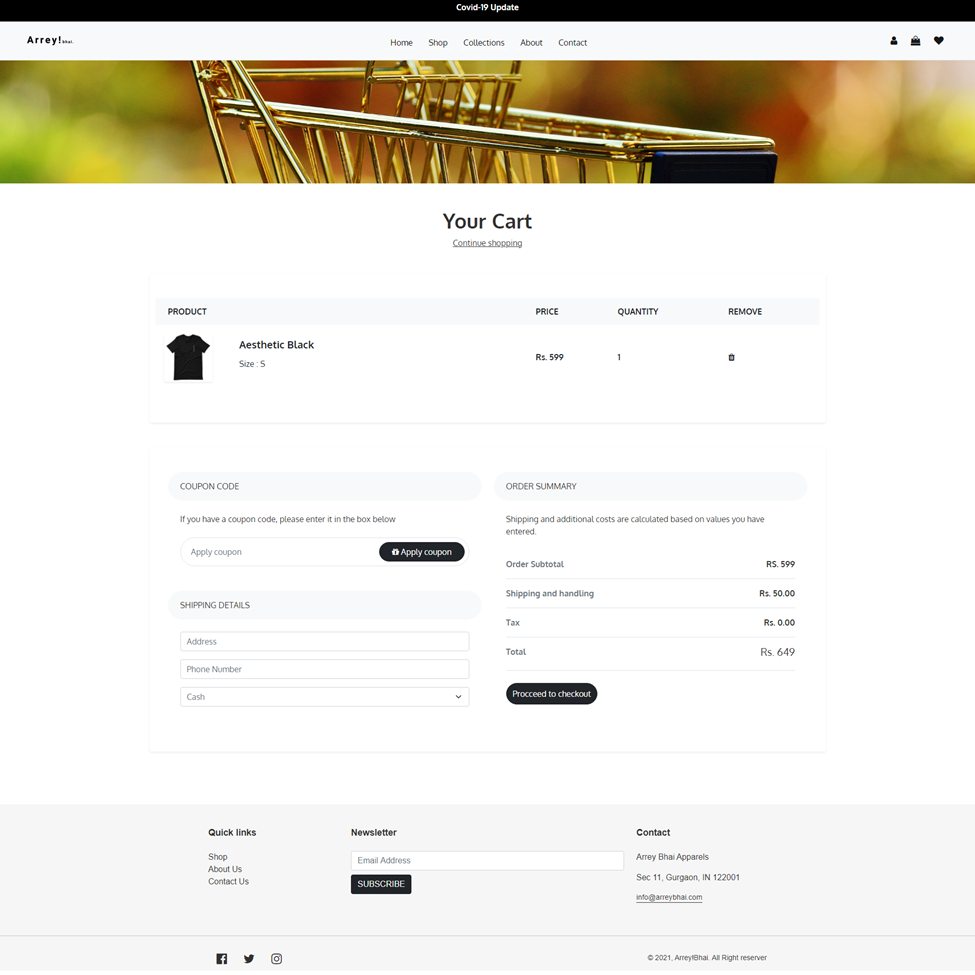 Covid-19 Update
Arrey!bhai.
Home Shop Collections About Contact
Your Cart
Continue shopping
PRODUCT PRICE QUANTITY REMOVE
Aesthetic Black
Size : S
Rs. 599 1
COUPON CODE
If you have a coupon code, please enter it in the box below
Apply coupon Apply coupon
SHIPPING DETAILS
Address
Phone Number
Cash
ORDER SUMMARY
Shipping and additional costs are calculated based on values you have
entered.
Order Subtotal RS. 599
Shipping and handling Rs. 50.00
Tax Rs. 0.00
Total Rs. 649
Procceed to checkout
Quick links
Shop
About Us
Contact Us
Newsletter
Email Address
SUBSCRIBE
Contact
Arrey Bhai Apparels
Sec 11, Gurgaon, IN 122001
info@arreybhai.com
© 2021, Arrey!Bhai. All Right reserver